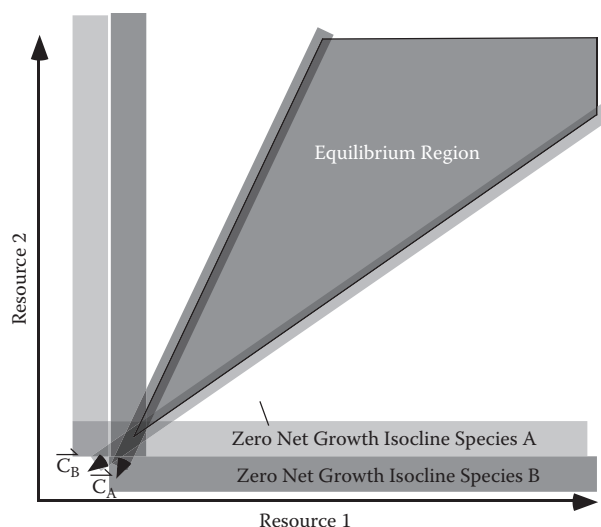 Resource 2
Equilibrium Region
Zero Net Growth Isocline Species A
Zero Net Growth Isocline Species B
C_B
C_A
Resource 1